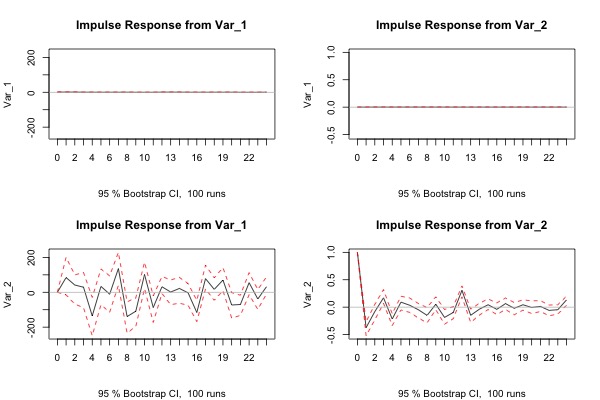 Impulse Response from Var_1
Var_1
200
0
-200
0 2 4 6 8 10 13 16 19 22
95 % Bootstrap CI, 100 runs
Impulse Response from Var_2
Var_1
1.0
0.5
0.0
-0.5
0 2 4 6 8 10 13 16 19 22
95 % Bootstrap CI, 100 runs
Impulse Response from Var_1
Var_2
200
0
-200
0 2 4 6 8 10 13 16 19 22
95 % Bootstrap CI, 100 runs
Impulse Response from Var_2
Var_2
1.0
0.5
0.0
-0.5
0 2 4 6 8 10 13 16 19 22
95 % Bootstrap CI, 100 runs